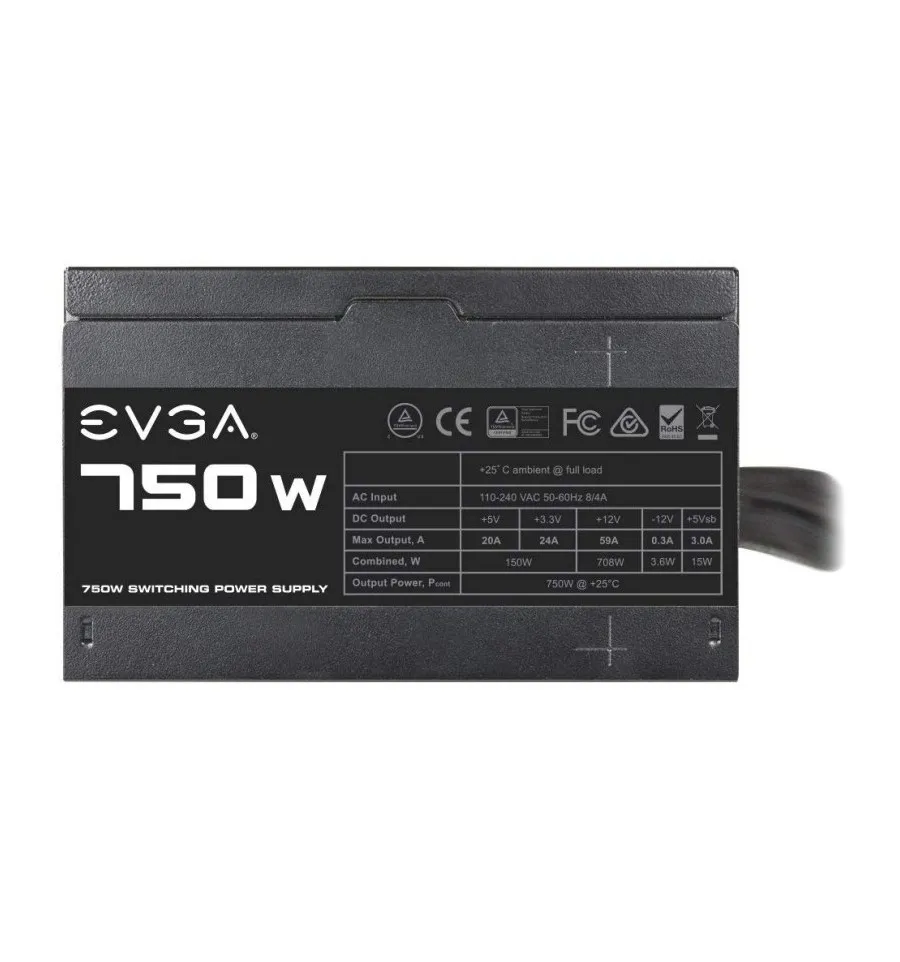 EVGA®
750 W
750W SWITCHING POWER SUPPLY
CE FC RoHS
+25° C ambient @ full load
AC Input 110-240 VAC 50-60Hz 8/4A
DC Output +5V +3.3V +12V -12V +5Vsb
Max Output, A 20A 24A 59A 0.3A 3.0A
Combined, W 150W 708W 3.6W 15W
Output Power, Pcont 750W @ +25°C